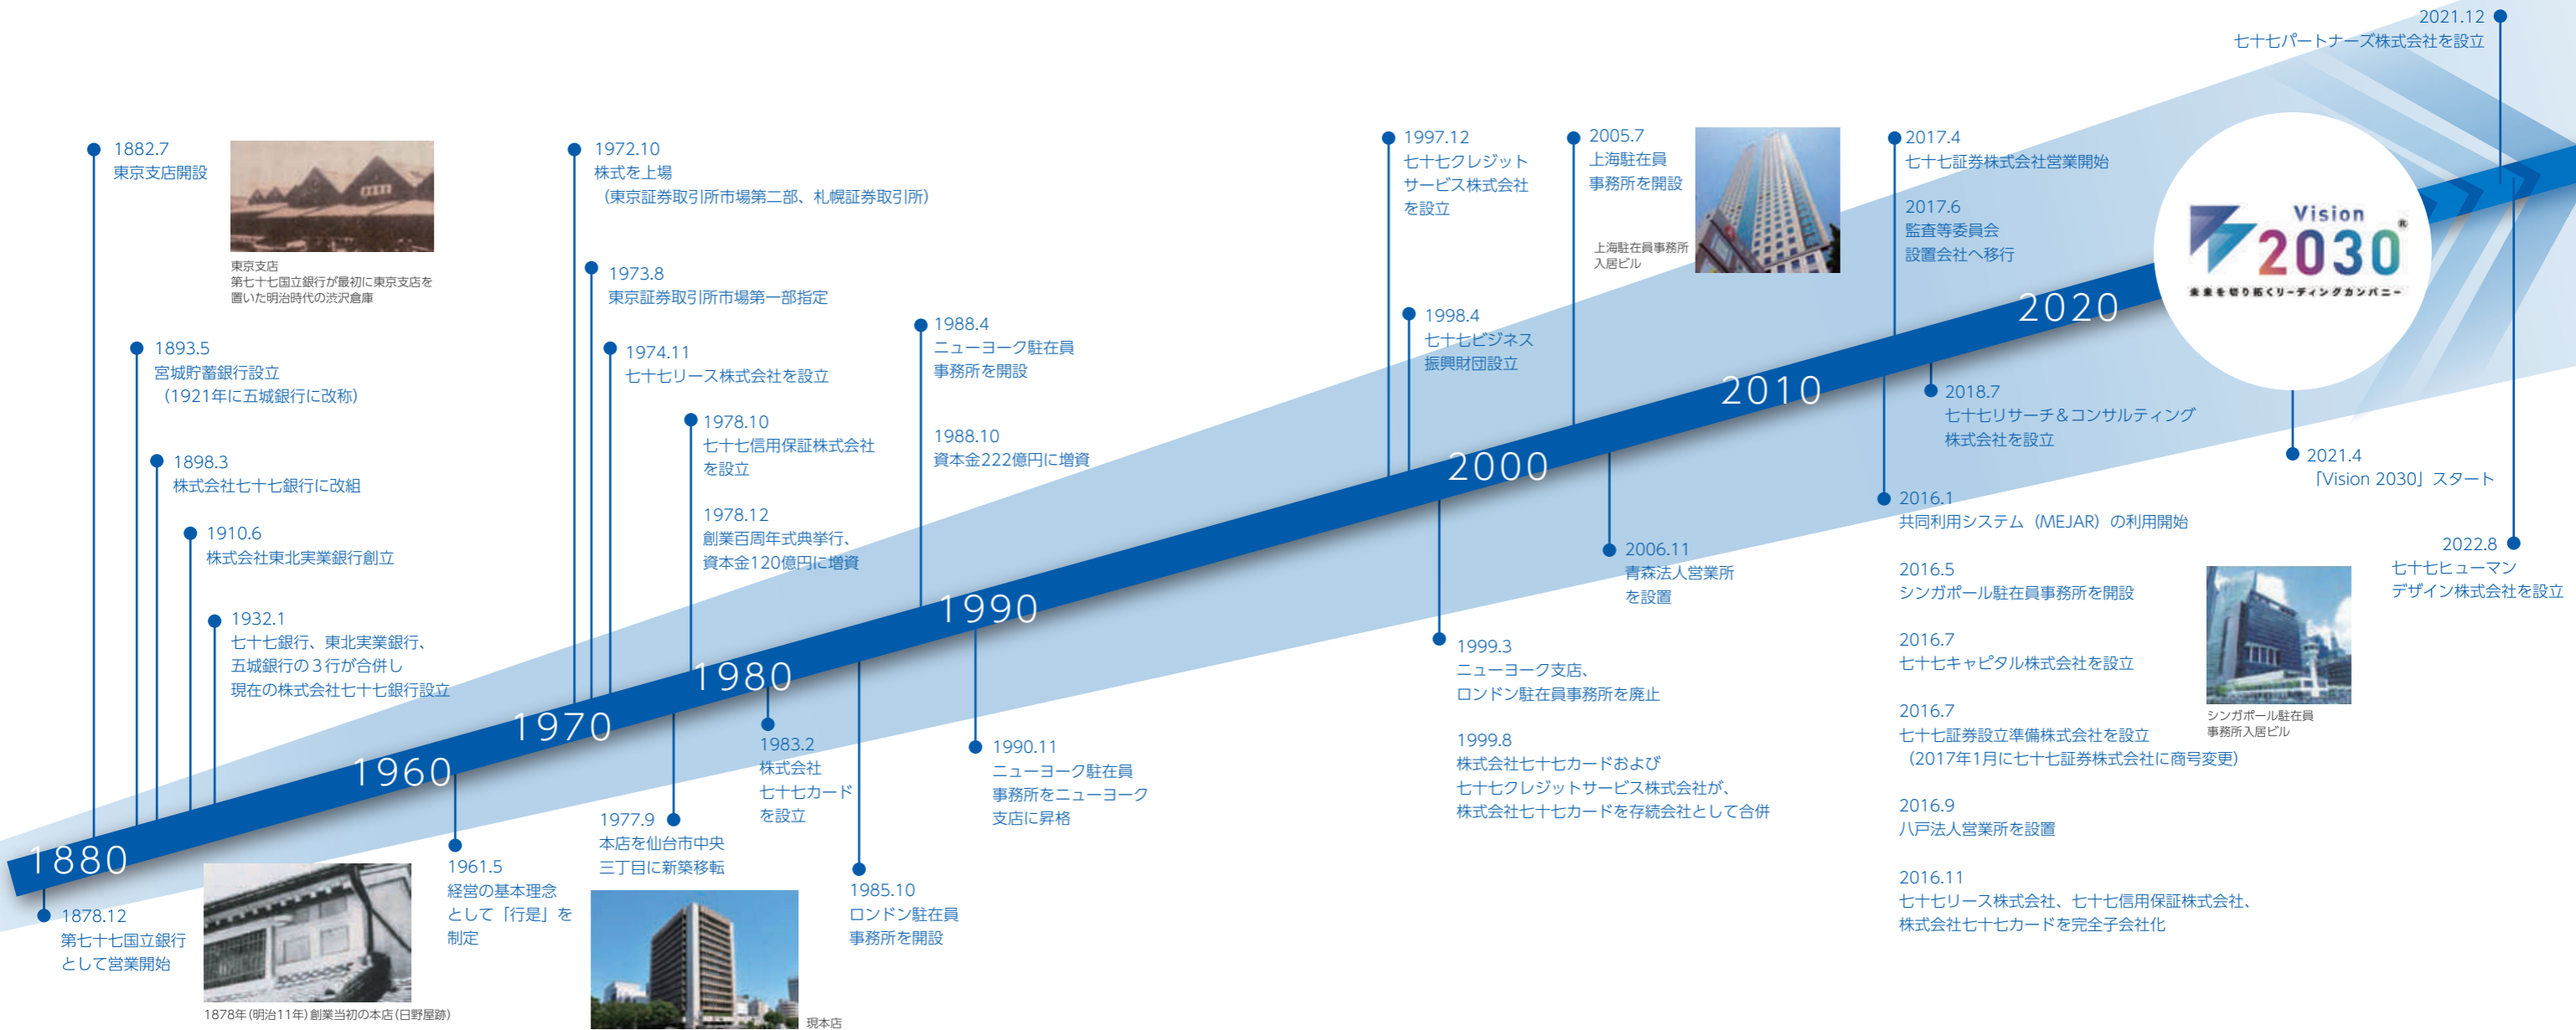 1878.12
第七十七国立銀行
として営業開始
1878年(明治11年)創業当初の本店(日野屋跡)
1880
1882.7
東京支店開設
東京支店
第七十七国立銀行が最初に東京支店を
置いた明治時代の渋沢倉庫
1893.5
宮城貯蓄銀行設立
（1921年に五城銀行に改称）
1898.3
株式会社七十七銀行に改組
1910.6
株式会社東北実業銀行創立
1932.1
七十七銀行、東北実業銀行、
五城銀行の３行が合併し
現在の株式会社七十七銀行設立
1960
1961.5
経営の基本理念
として「行是」を
制定
1970
1972.10
株式を上場
（東京証券取引所市場第二部、札幌証券取引所）
1973.8
東京証券取引所市場第一部指定
1974.11
七十七リース株式会社を設立
1977.9
本店を仙台市中央
三丁目に新築移転
現本店
1978.10
七十七信用保証株式会社
を設立
1978.12
創業百周年式典挙行、
資本金120億円に増資
1980
1983.2
株式会社
七十七カード
を設立
1985.10
ロンドン駐在員
事務所を開設
1988.4
ニューヨーク駐在員
事務所を開設
1988.10
資本金222億円に増資
1990
1990.11
ニューヨーク駐在員
事務所をニューヨーク
支店に昇格
1997.12
七十七クレジット
サービス株式会社
を設立
1998.4
七十七ビジネス
振興財団設立
1999.3
ニューヨーク支店、
ロンドン駐在員事務所を廃止
1999.8
株式会社七十七カードおよび
七十七クレジットサービス株式会社が、
株式会社七十七カードを存続会社として合併
2000
2005.7
上海駐在員
事務所を開設
上海駐在員事務所
入居ビル
2006.11
青森法人営業所
を設置
2010
2016.1
共同利用システム（MEJAR）の利用開始
2016.5
シンガポール駐在員事務所を開設
2016.7
七十七キャピタル株式会社を設立
2016.7
七十七証券設立準備株式会社を設立
（2017年1月に七十七証券株式会社に商号変更）
2016.9
八戸法人営業所を設置
2016.11
七十七リース株式会社、七十七信用保証株式会社、
株式会社七十七カードを完全子会社化
シンガポール駐在員
事務所入居ビル
2017.4
七十七証券株式会社営業開始
2017.6
監査等委員会
設置会社へ移行
2018.7
七十七リサーチ＆コンサルティング
株式会社を設立
2020
Vision
2030®
未来を切り拓くリーディングカンパニー
2021.4
「Vision 2030」スタート
2021.12
七十七パートナーズ株式会社を設立
2022.8
七十七ヒューマン
デザイン株式会社を設立